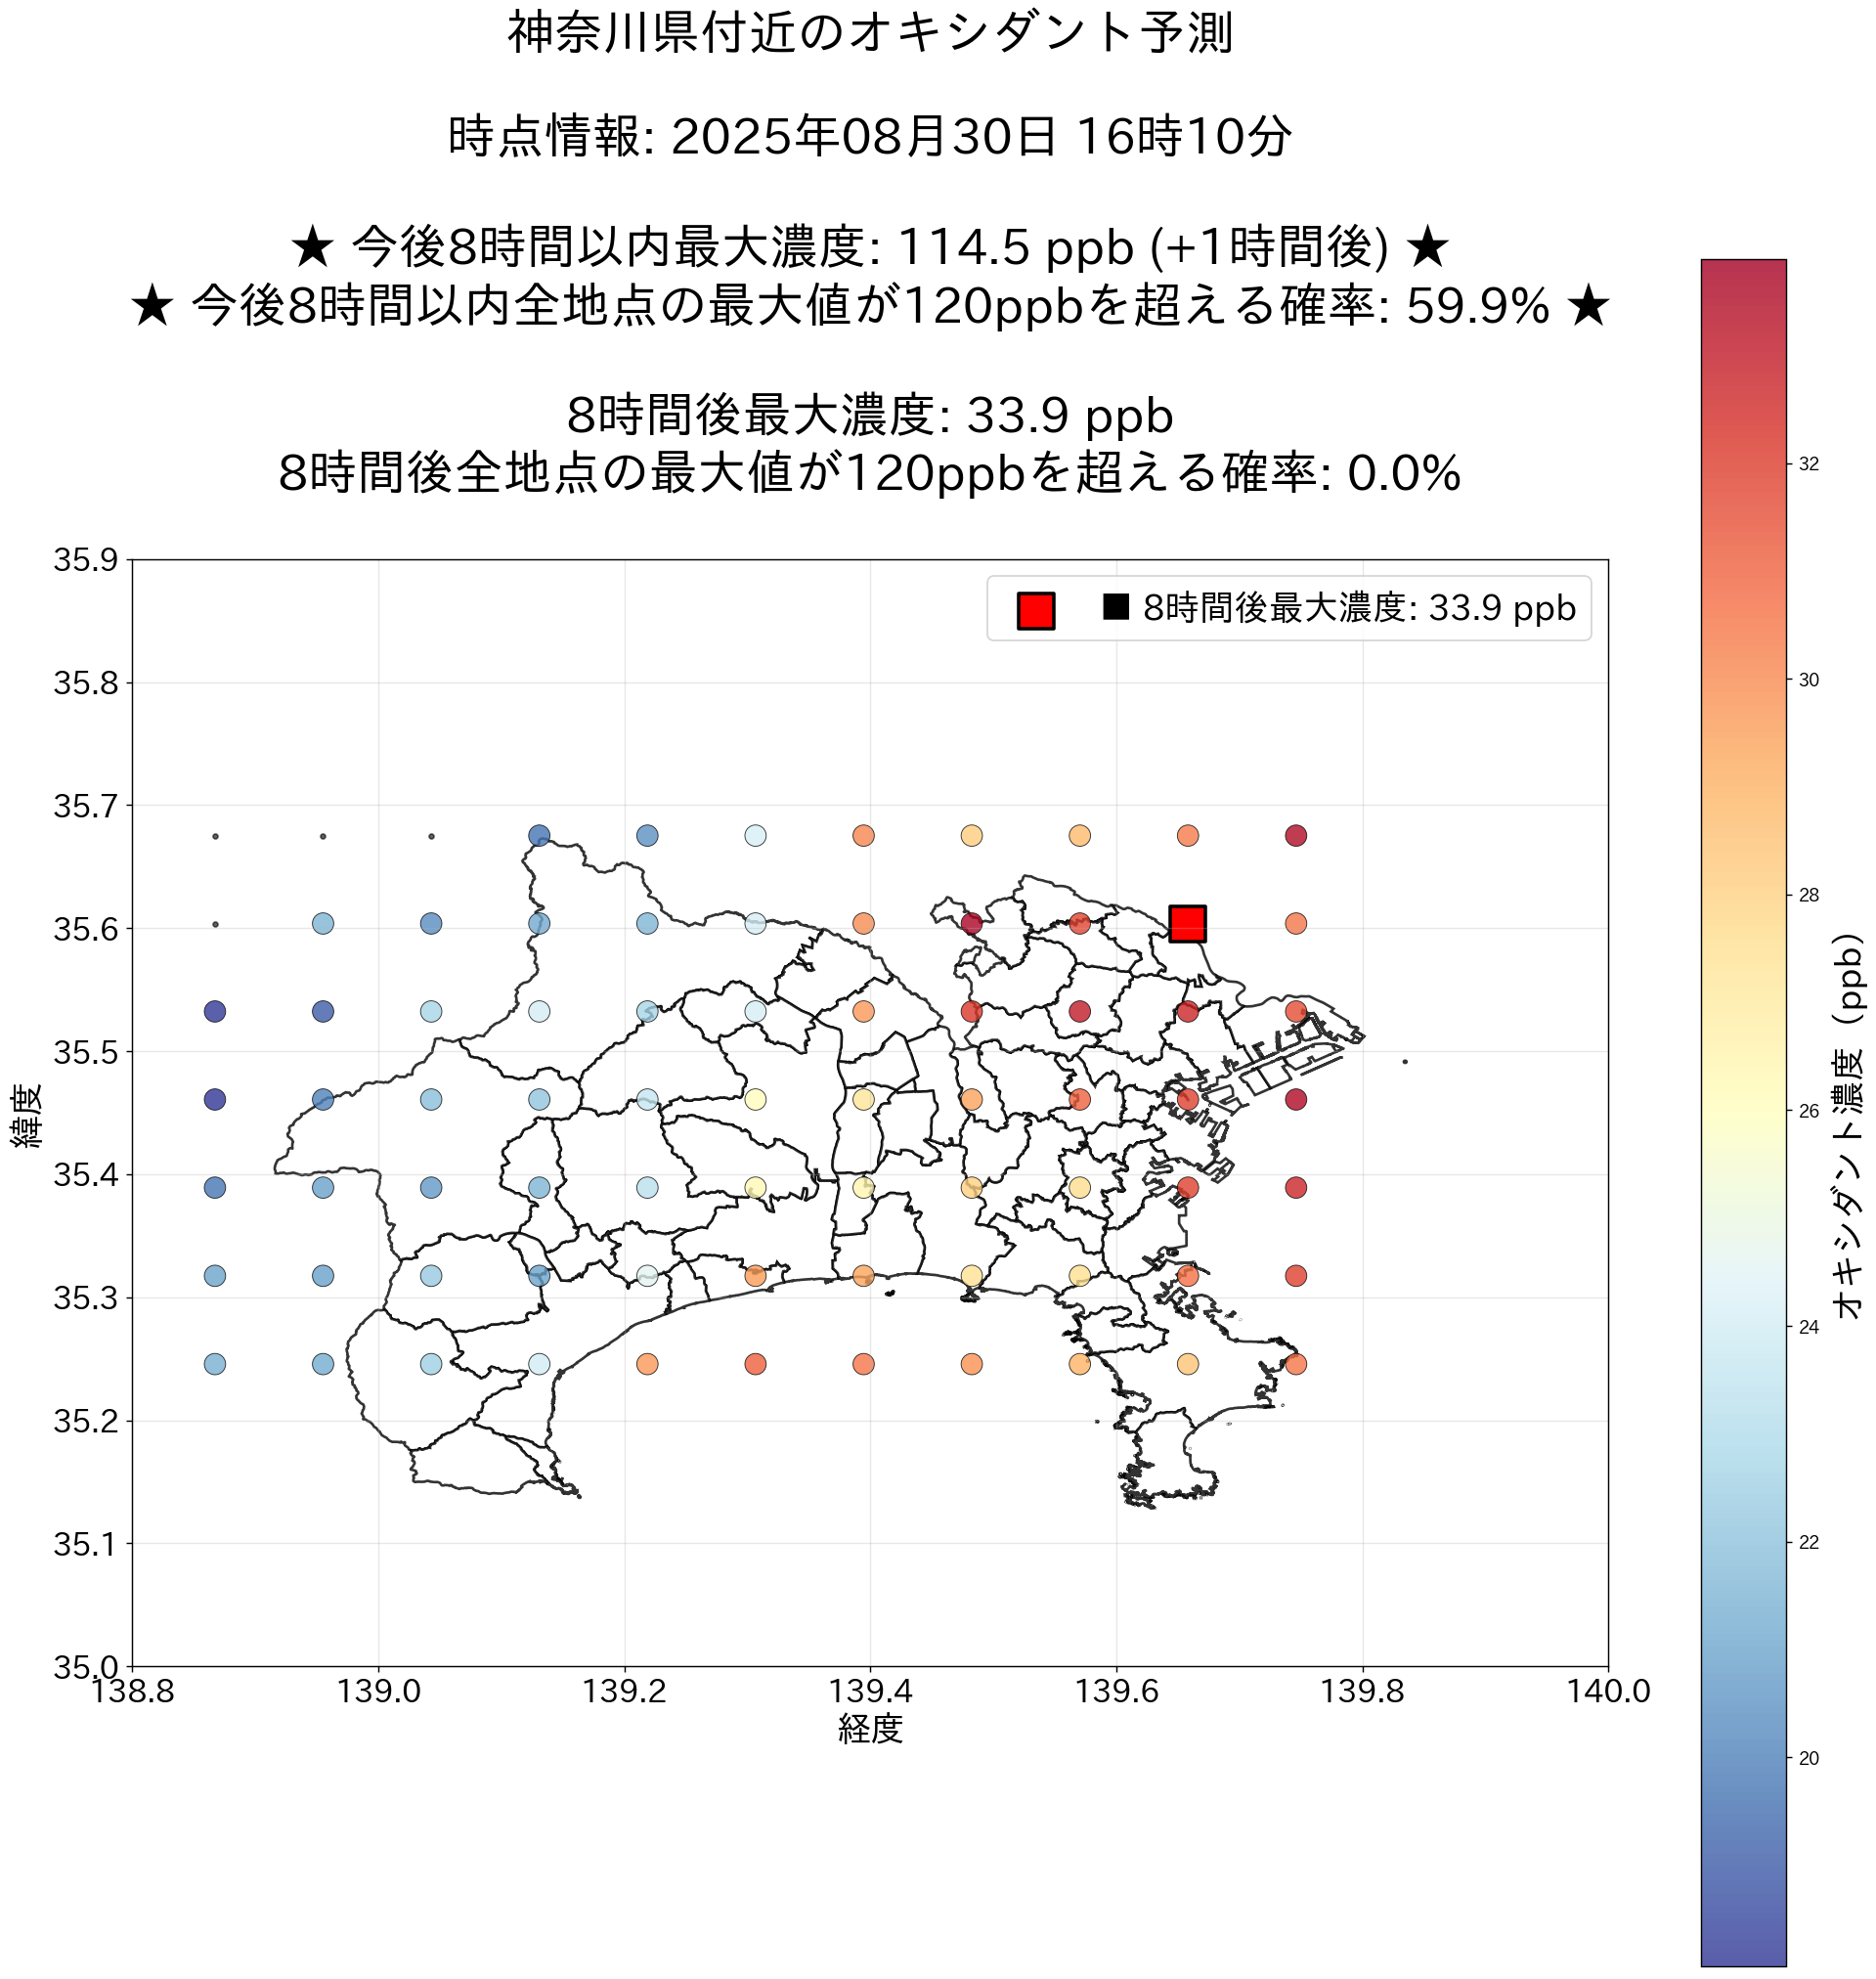 神奈川県付近のオキシダント予測
時点情報: 2025年08月30日 16時10分
★ 今後8時間以内最大濃度: 114.5 ppb (+1時間後) ★
★ 今後8時間以内全地点の最大値が120ppbを超える確率: 59.9% ★
8時間後最大濃度: 33.9 ppb
8時間後全地点の最大値が120ppbを超える確率: 0.0%
■ 8時間後最大濃度: 33.9 ppb
35.9
35.8
35.7
35.6
35.5
35.4
35.3
35.2
35.1
35.0
緯度
138.8 139.0 139.2 139.4 139.6 139.8 140.0
経度
32
30
28
26
24
22
20
オキシダント濃度（ppb）